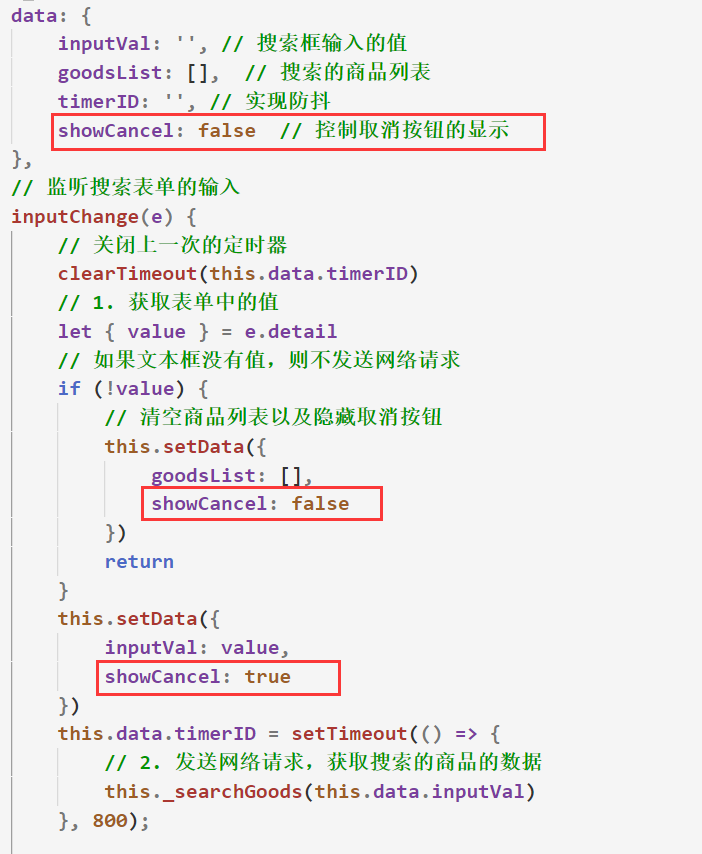 data: {
    inputVal: '', // 搜索框输入的值
    goodsList: [],  // 搜索的商品列表
    timerID: '', // 实现防抖
    showCancel: false  // 控制取消按钮的显示
},
// 监听搜索表单的输入
inputChange(e) {
    // 关闭上一次的定时器
    clearTimeout(this.data.timerID)
    // 1. 获取表单中的值
    let { value } = e.detail
    // 如果文本框没有值，则不发送网络请求
    if (!value) {
        // 清空商品列表以及隐藏取消按钮
        this.setData({
            goodsList: [],
            showCancel: false
        })
        return
    }
    this.setData({
        inputVal: value,
        showCancel: true
    })
    this.data.timerID = setTimeout(() => {
        // 2. 发送网络请求，获取搜索的商品的数据
        this._searchGoods(this.data.inputVal)
    }, 800);